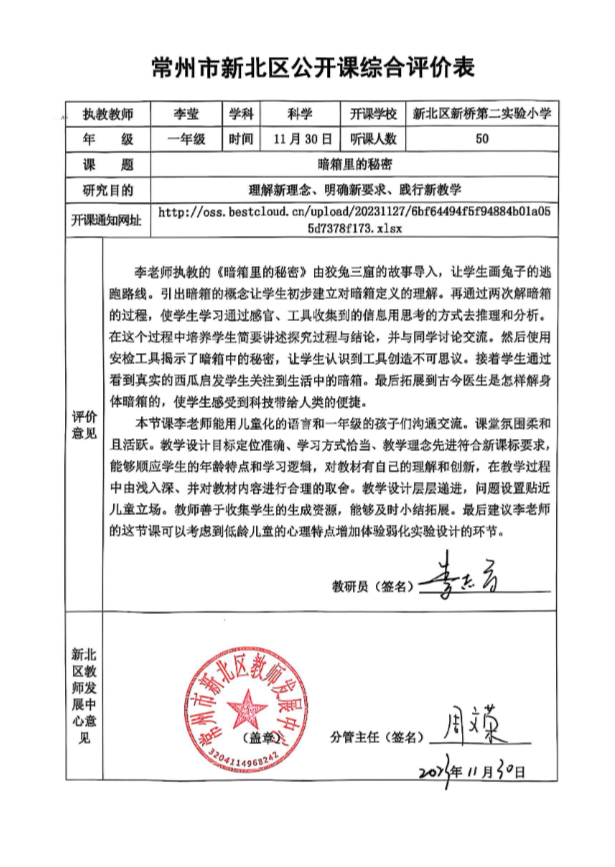 常州市新北区公开课综合评价表
执教教师 李莹 学科 科学 开课学校 新北区新桥第二实验小学
年 级 一年级 时间 11月30日 听课人数 50
课 题 暗箱里的秘密
研究目的 理解新理念、明确新要求、践行新教学
开课通知网址 http://oss.bestcloud.cn/upload/20231127/6bf64494f5f94884b01a05
5d7378f173.xlsx
评价
意见
李老师执教的《暗箱里的秘密》由狡兔三窟的故事导入，让学生画兔子的逃
跑路线。引出暗箱的概念让学生初步建立对暗箱定义的理解。再通过两次解暗箱
的过程，使学生学习通过感官、工具收集到的信息用思考的方式去推理和分析。
在这个过程中培养学生简要讲述探究过程与结论，并与同学讨论交流。然后使用
安检工具揭示了暗箱中的秘密，让学生认识到工具创造不可思议。接着学生通过
看到真实的西瓜启发学生关注到生活中的暗箱。最后拓展到古今医生是怎样解身
体暗箱的，使学生感受到科技带给人类的便捷。
本节课李老师能用儿童化的语言和一年级的孩子们沟通交流。课堂氛围柔和
且活跃。教学设计目标定位准确、学习方式恰当、教学理念先进符合新课标要求，
能够顺应学生的年龄特点和学习逻辑，对教材有自己的理解和创新，在教学过程
中由浅入深、并对教材内容进行合理的取舍。教学设计层层递进，问题设置贴近
儿童立场。教师善于收集学生的生成资源，能够及时小结拓展。最后建议李老师
的这节课可以考虑到低龄儿童的心理特点增加体验弱化实验设计的环节。
教研员（签名）
新北
区教
师发
展中
心意
见
常州市新北区教师发展中心
3204114968242
（盖章）
分管主任（签名） 周文荣
2023年11月30日